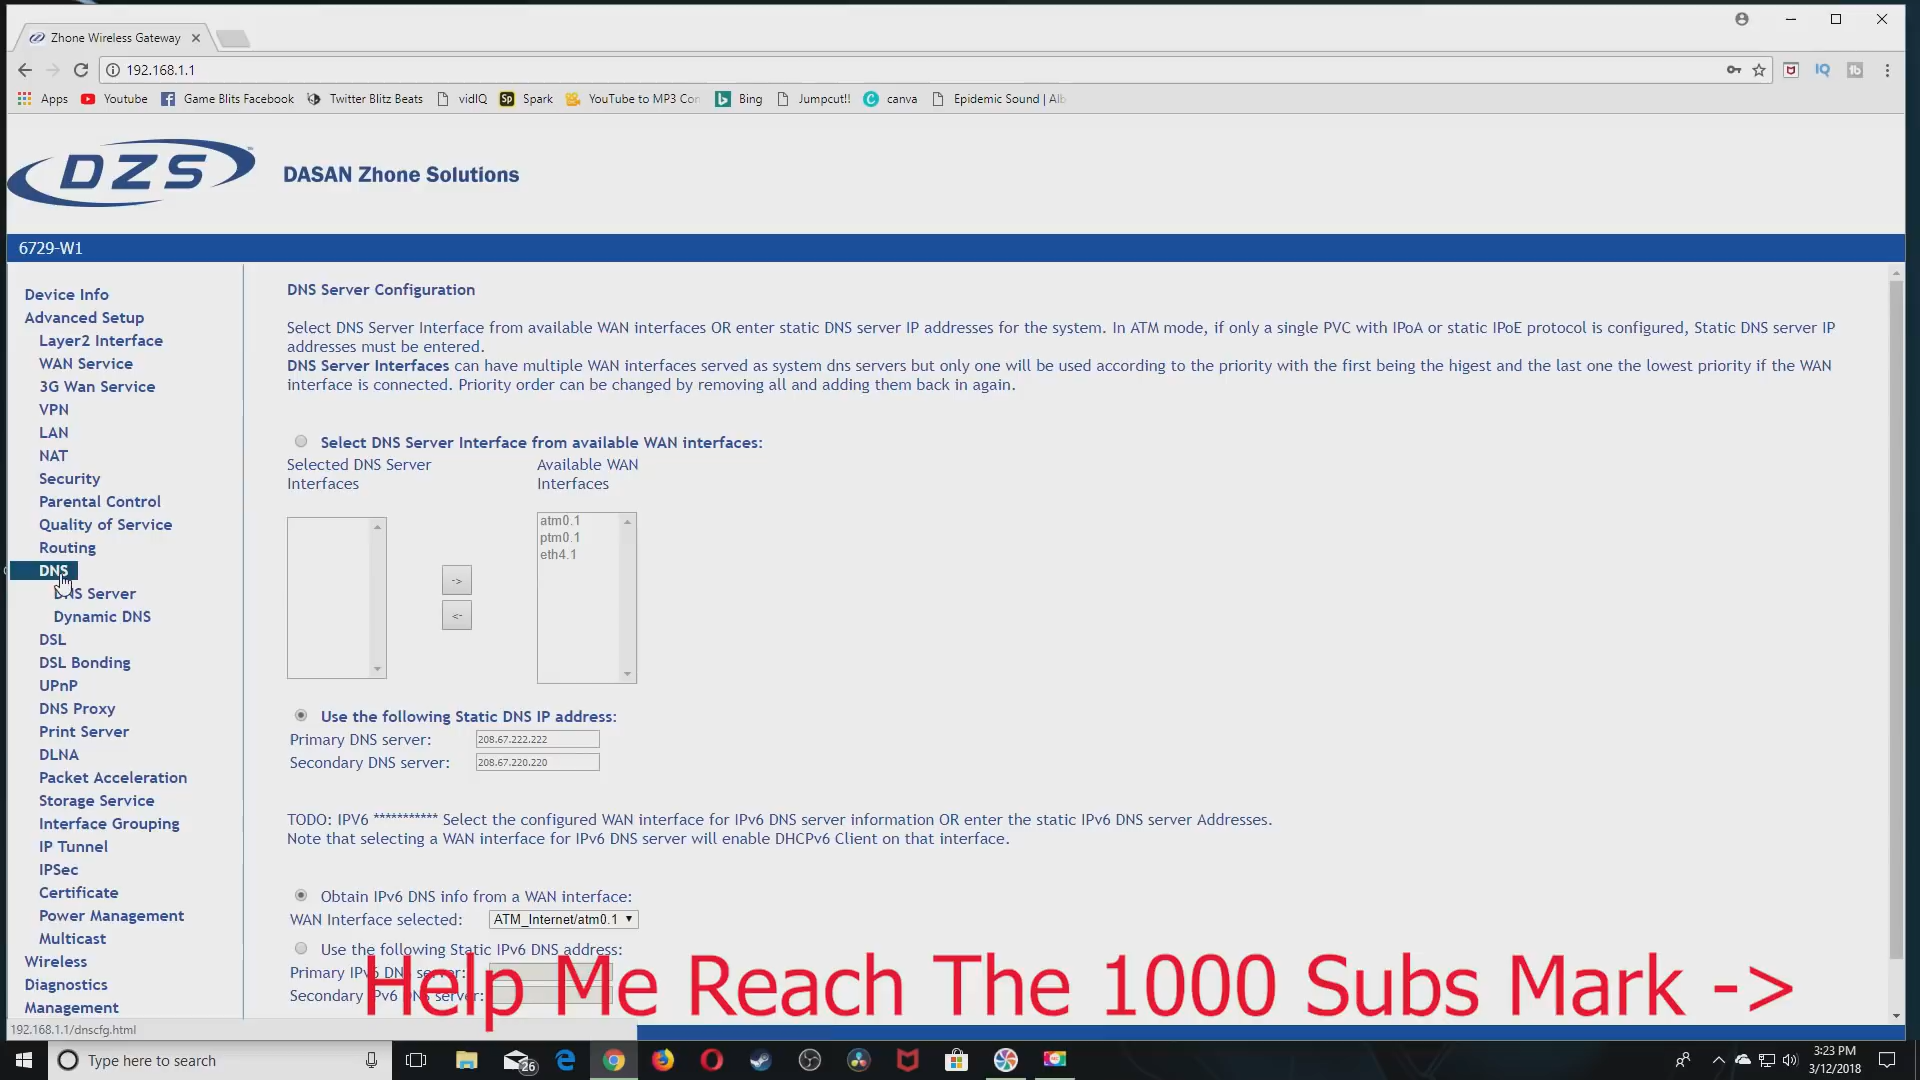 Zhone Wireless Gateway
192.168.1.1
Apps
Youtube
Game Blits Facebook
Twitter Blitz Beats
vidIQ
Sp
Spark
YouTube to MP3 Con
Bing
Jumpcut!!
canva
Epidemic Sound | Alb
DZS
DASAN Zhone Solutions
6729-W1
Device Info
Advanced Setup
Layer2 Interface
WAN Service
3G Wan Service
VPN
LAN
NAT
Security
Parental Control
Quality of Service
Routing
DNS
DNS Server
Dynamic DNS
DSL
DSL Bonding
UPnP
DNS Proxy
Print Server
DLNA
Packet Acceleration
Storage Service
Interface Grouping
IP Tunnel
IPSec
Certificate
Power Management
Multicast
Wireless
Diagnostics
Management
192.168.1.1/dnscfg.html
DNS Server Configuration
Select DNS Server Interface from available WAN interfaces OR enter static DNS server IP addresses for the system. In ATM mode, if only a single PVC with IPoA or static IPoE protocol is configured, Static DNS server IP
addresses must be entered.
DNS Server Interfaces can have multiple WAN interfaces served as system dns servers but only one will be used according to the priority with the first being the higest and the last one the lowest priority if the WAN
interface is connected. Priority order can be changed by removing all and adding them back in again.
Select DNS Server Interface from available WAN interfaces:
Selected DNS Server
Interfaces
Available WAN
Interfaces
atm0.1
ptm0.1
eth4.1
->
<-
Use the following Static DNS IP address:
Primary DNS server: 208.67.222.222
Secondary DNS server: 208.67.220.220
TODO: IPV6 *********** Select the configured WAN interface for IPv6 DNS server information OR enter the static IPv6 DNS server Addresses.
Note that selecting a WAN interface for IPv6 DNS server will enable DHCPv6 Client on that interface.
Obtain IPv6 DNS info from a WAN interface:
WAN Interface selected: ATM_Internet/atm0.1
Use the following Static IPv6 DNS address:
Primary IPv6 DNS server:
Secondary IPv6 DNS server:
Help Me Reach The 1000 Subs Mark ->
Type here to search
26
3:23 PM
3/12/2018